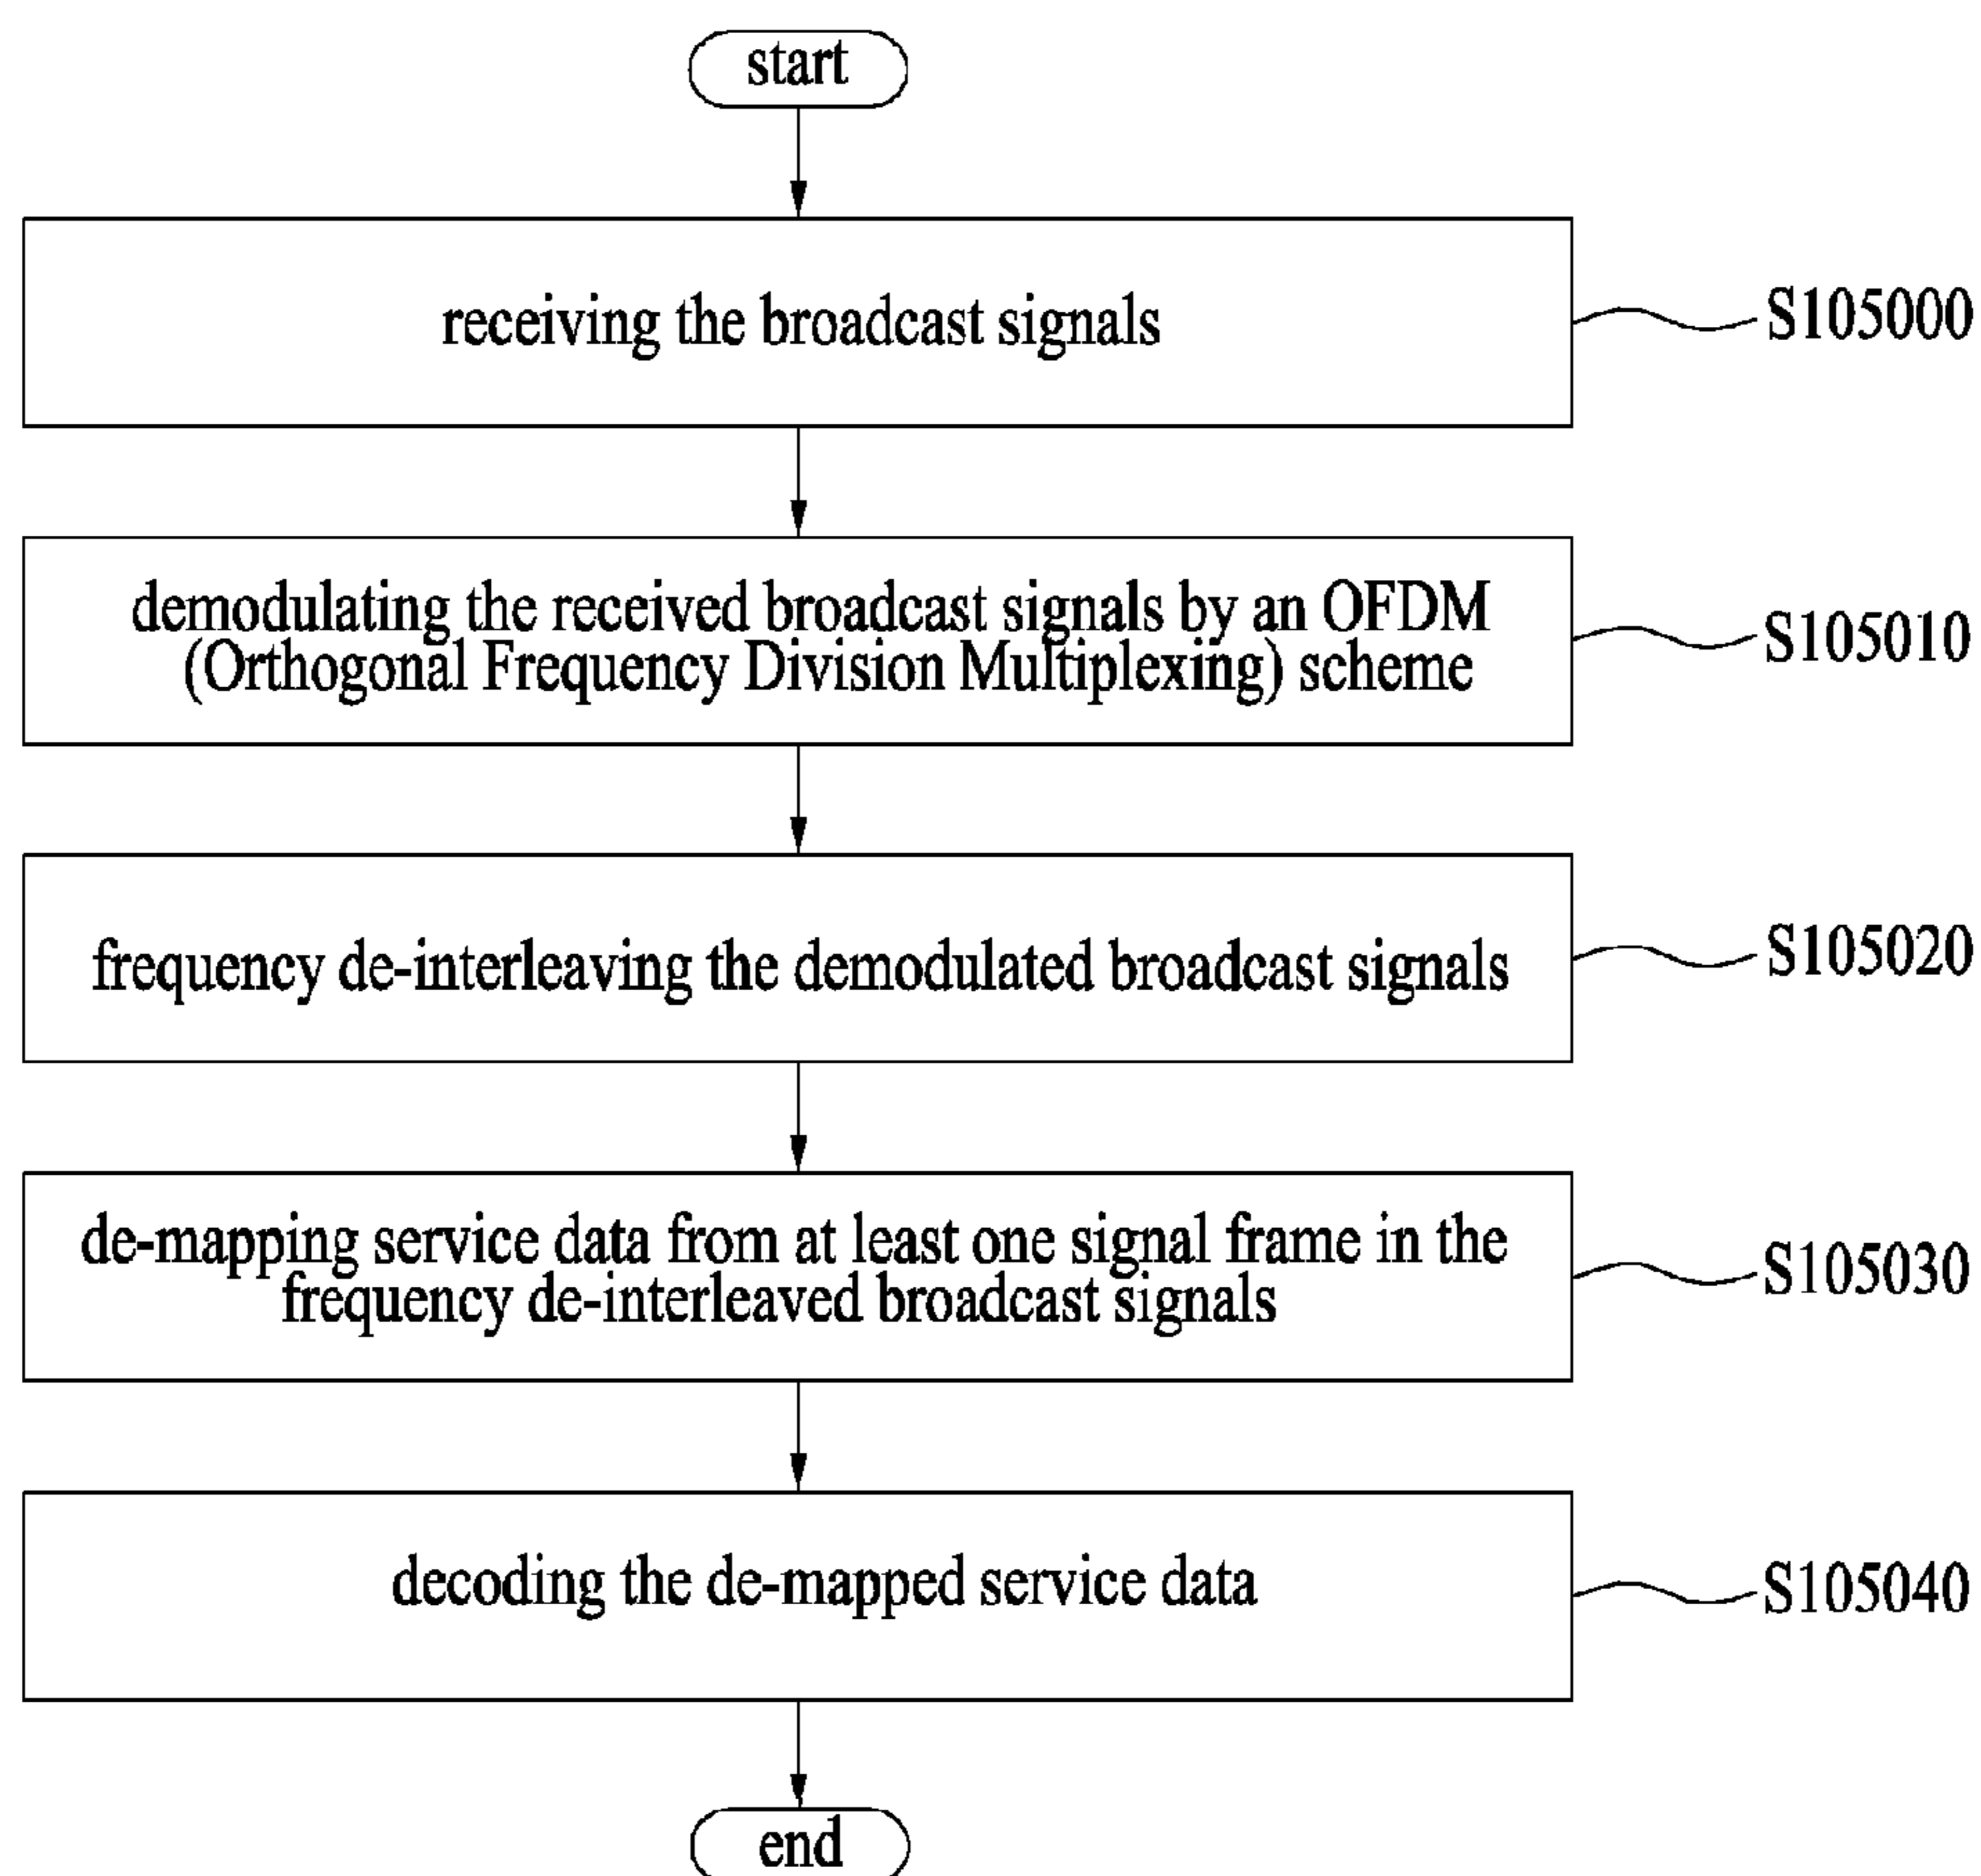 start
receiving the broadcast signals
S105000
demodulating the received broadcast signals by an OFDM
(Orthogonal Frequency Division Multiplexing) scheme
S105010
frequency de-interleaving the demodulated broadcast signals
S105020
de-mapping service data from at least one signal frame in the
frequency de-interleaved broadcast signals
S105030
decoding the de-mapped service data
S105040
end